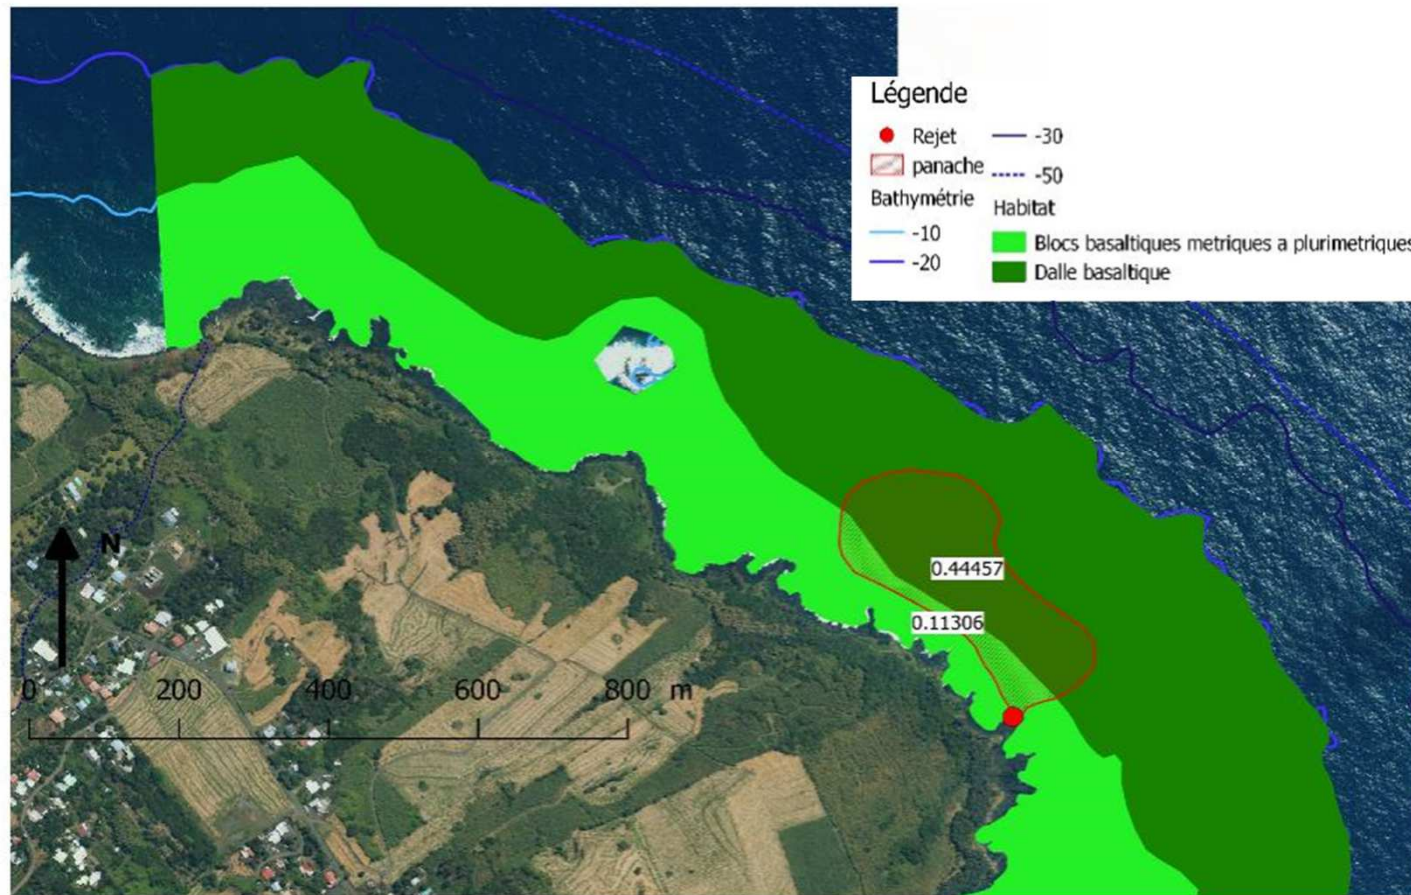 Légende
Rejet
panache
Bathymétrie
-10
-20
-30
-50
Habitat
Blocs basaltiques metriques a plurimetriques
Dalle basaltique
0.44457
0.11306
N
0 200 400 600 800 m